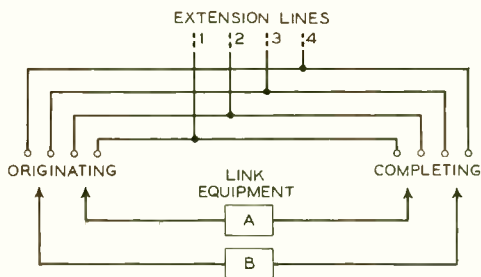 EXTENSION LINES
1 2 3 4
ORIGINATING
LINK
EQUIPMENT
COMPLETING
A
B